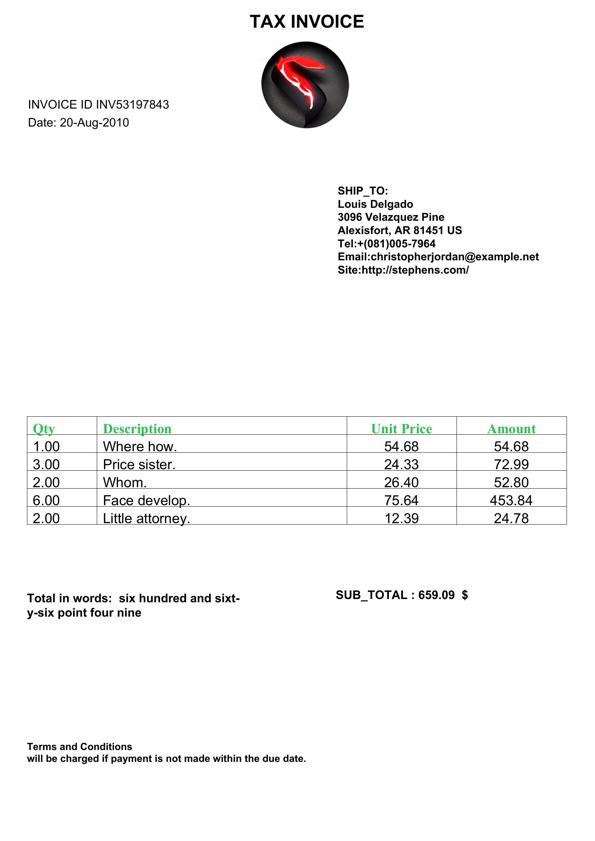 TAX INVOICE
INVOICE ID INV53197843
Date: 20-Aug-2010
SHIP_TO:
Louis Delgado
3096 Velazquez Pine
Alexisfort, AR 81451 US
Tel:+(081)005-7964
Email:christopherjordan@example.net
Site:http://stephens.com/
Qty Description Unit Price Amount
1.00 Where how. 54.68 54.68
3.00 Price sister. 24.33 72.99
2.00 Whom. 26.40 52.80
6.00 Face develop. 75.64 453.84
2.00 Little attorney. 12.39 24.78
Total in words:  six hundred and sixt-
y-six point four nine
SUB_TOTAL : 659.09  $
Terms and Conditions
will be charged if payment is not made within the due date.